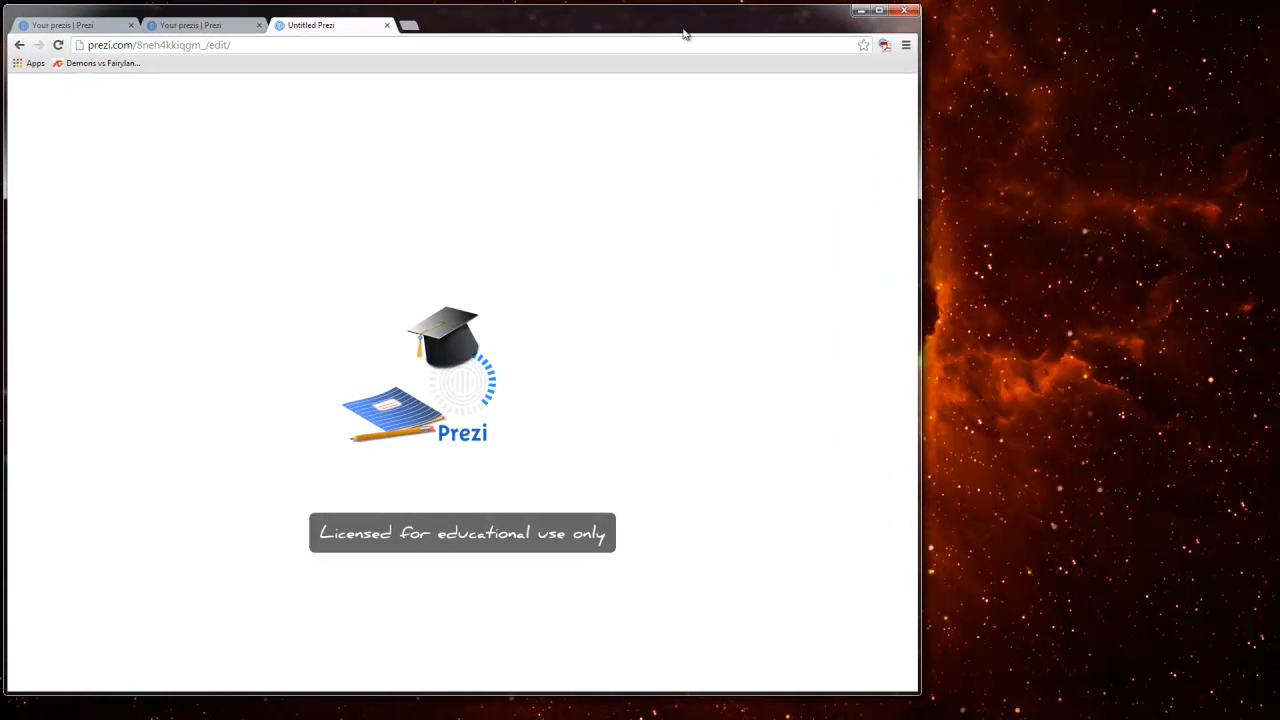 Your prezis | Prezi
Your prezis | Prezi
Untitled Prezi
prezi.com/8neh4kkiqgm_/edit/
Apps
Demons vs Fairylan...
Prezi
Licensed for educational use only